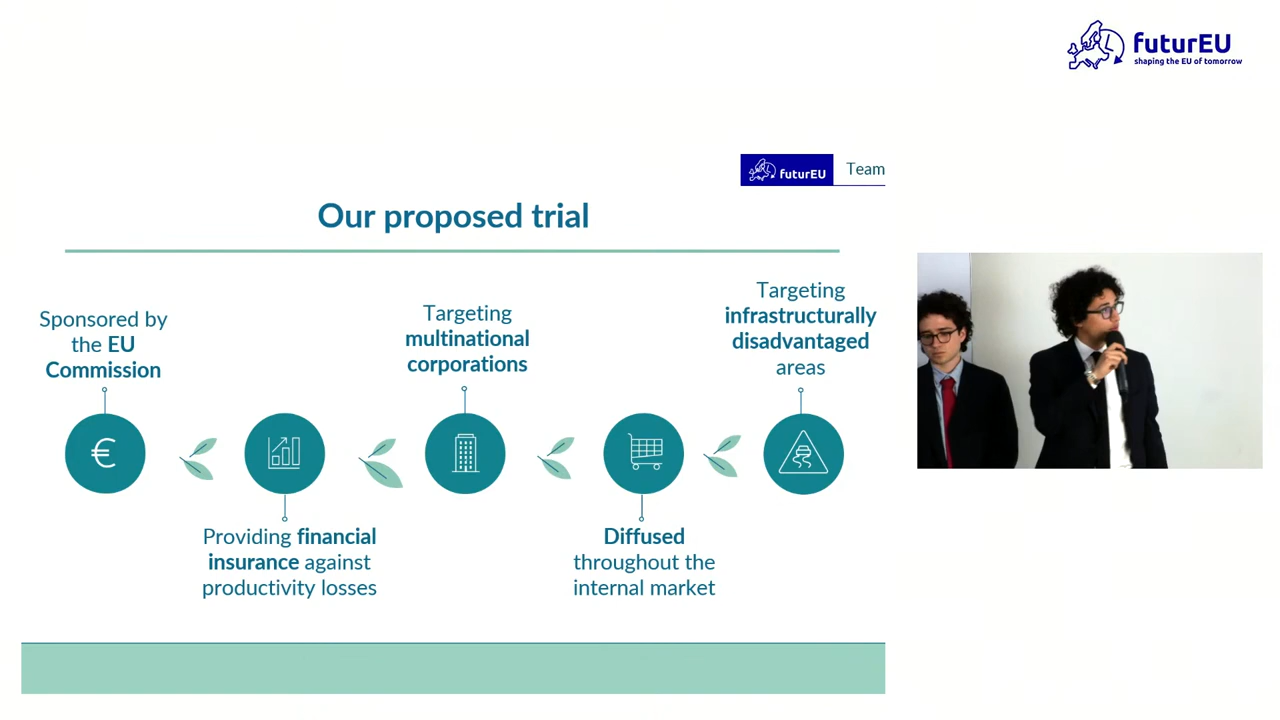 futurEU
shaping the EU of tomorrow
futurEU
Team
Our proposed trial
Sponsored by
the EU
Commission
€
Providing financial
insurance against
productivity losses
Targeting
multinational
corporations
Diffused
throughout the
internal market
Targeting
infrastructurally
disadvantaged
areas